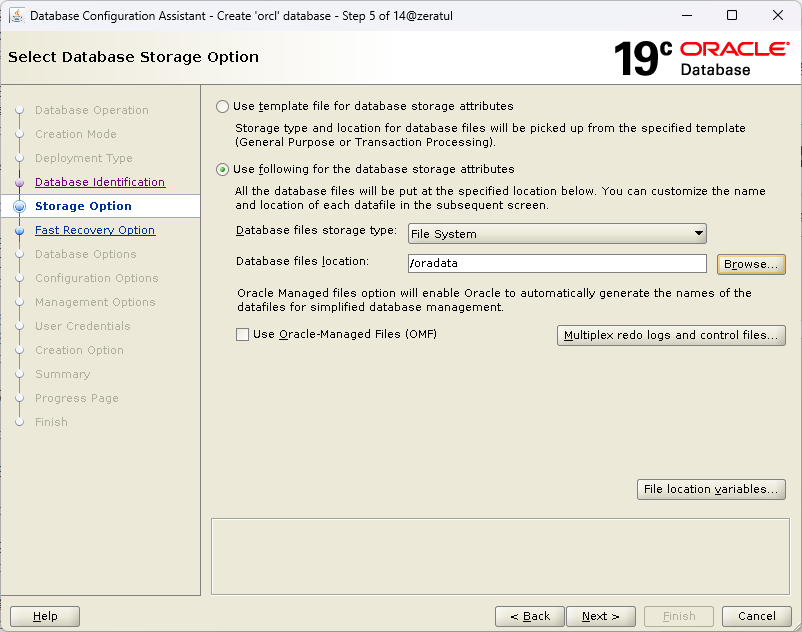 Database Configuration Assistant - Create 'orcl' database - Step 5 of 14@zeratul
Select Database Storage Option
19c ORACLE
Database
Database Operation
Creation Mode
Deployment Type
Database Identification
Storage Option
Fast Recovery Option
Database Options
Configuration Options
Management Options
User Credentials
Creation Option
Summary
Progress Page
Finish
Use template file for database storage attributes
Storage type and location for database files will be picked up from the specified template
(General Purpose or Transaction Processing).
Use following for the database storage attributes
All the database files will be put at the specified location below. You can customize the name
and location of each datafile in the subsequent screen.
Database files storage type: File System
Database files location: /oradata Browse...
Oracle Managed files option will enable Oracle to automatically generate the names of the
datafiles for simplified database management.
Use Oracle-Managed Files (OMF) Multiplex redo logs and control files...
File location variables...
Help < Back Next > Finish Cancel